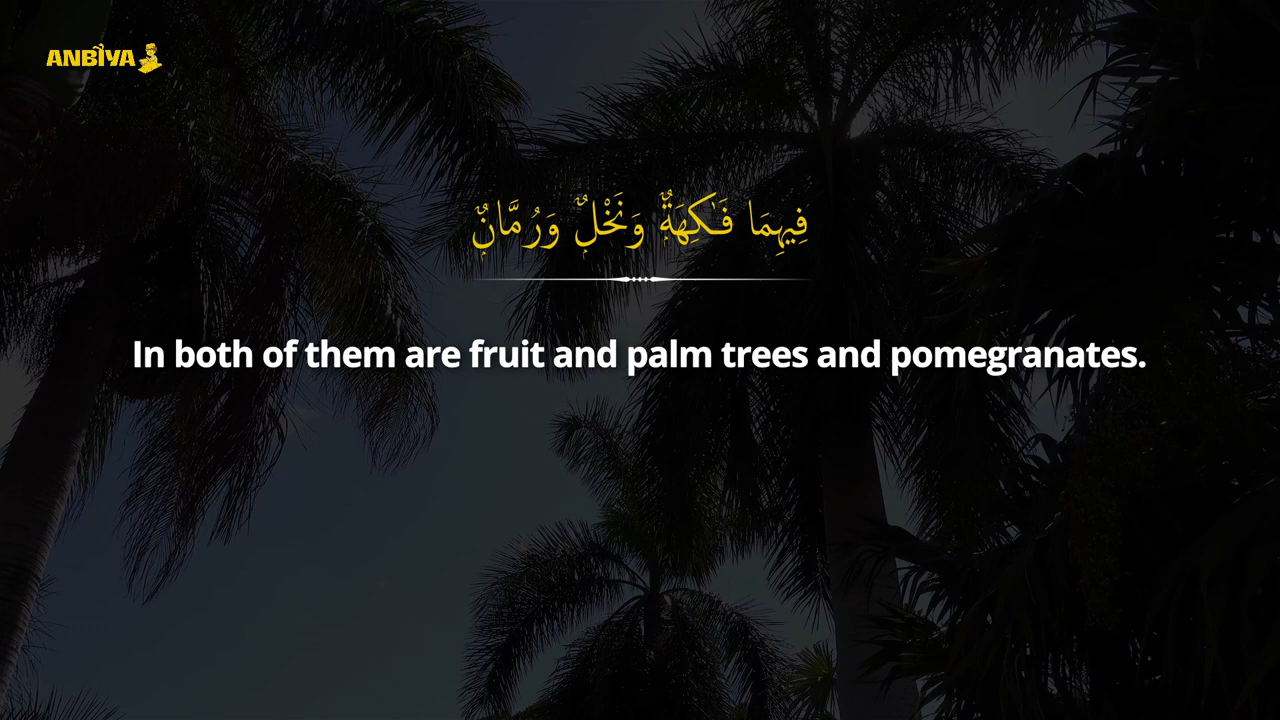 ANBIYA
فِيهِمَا فَـٰكِهَةٌۭ وَنَخْلٌۭ وَرُمَّانٌۭ
In both of them are fruit and palm trees and pomegranates.